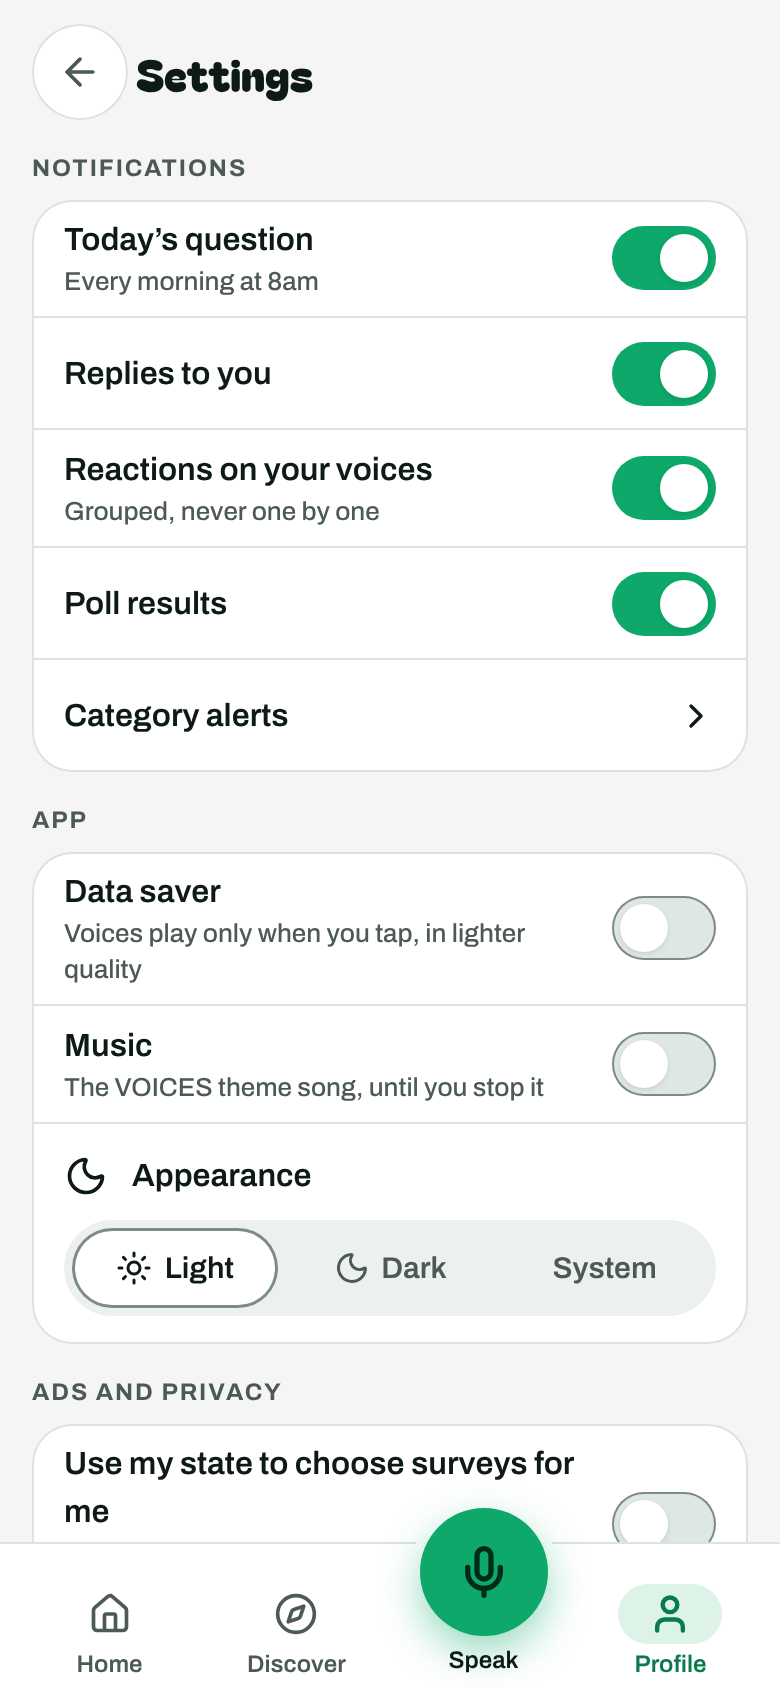 Settings
NOTIFICATIONS
Today’s question
Every morning at 8am
Replies to you
Reactions on your voices
Grouped, never one by one
Poll results
Category alerts
APP
Data saver
Voices play only when you tap, in lighter
quality
Music
The VOICES theme song, until you stop it
Appearance
Light
Dark
System
ADS AND PRIVACY
Use my state to choose surveys for
me
Home
Discover
Speak
Profile